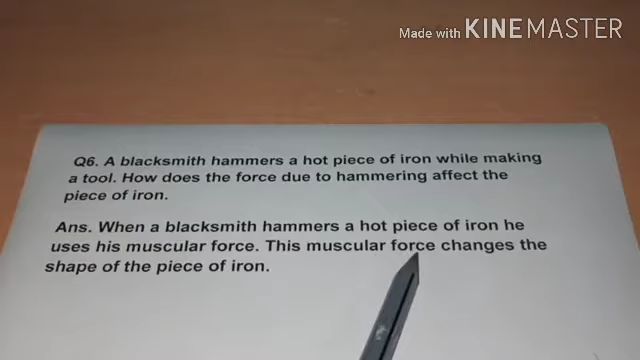 Made with KINEMASTER
Q6. A blacksmith hammers a hot piece of iron while making
a tool. How does the force due to hammering affect the
piece of iron.
Ans. When a blacksmith hammers a hot piece of iron he
uses his muscular force. This muscular force changes the
shape of the piece of iron.